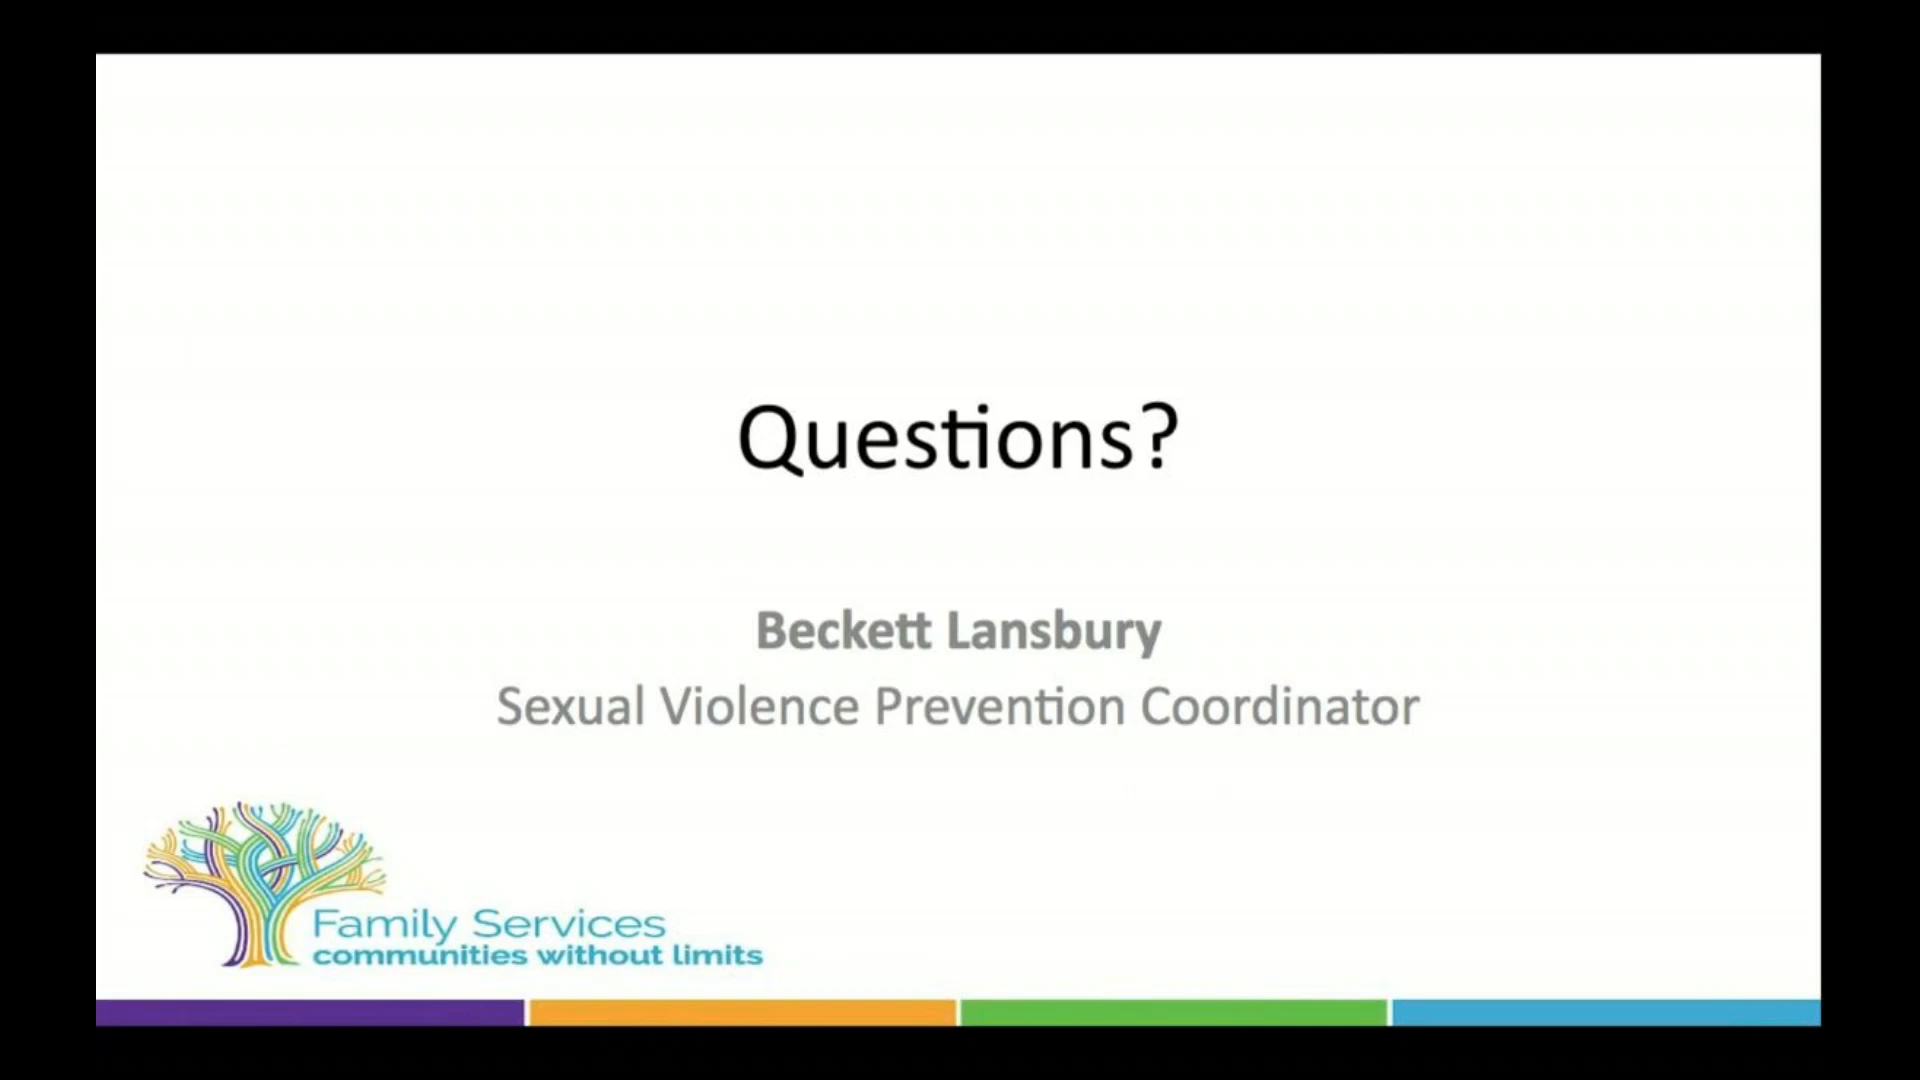 Questions?
Beckett Lansbury
Sexual Violence Prevention Coordinator
Family Services
communities without limits